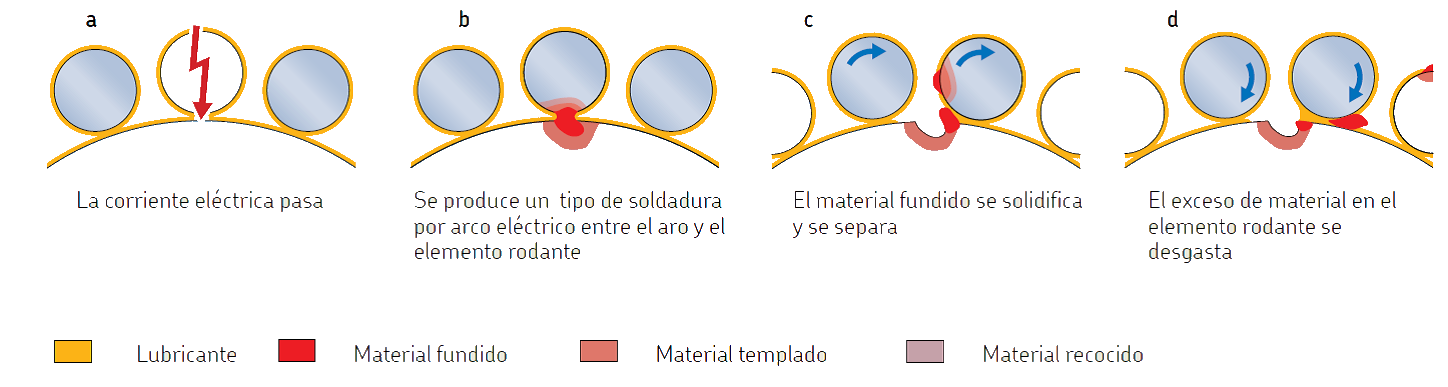 a
b
c
d
La corriente eléctrica pasa
Se produce un tipo de soldadura
por arco eléctrico entre el aro y el
elemento rodante
El material fundido se solidifica
y se separa
El exceso de material en el
elemento rodante se
desgasta
Lubricante
Material fundido
Material templado
Material recocido